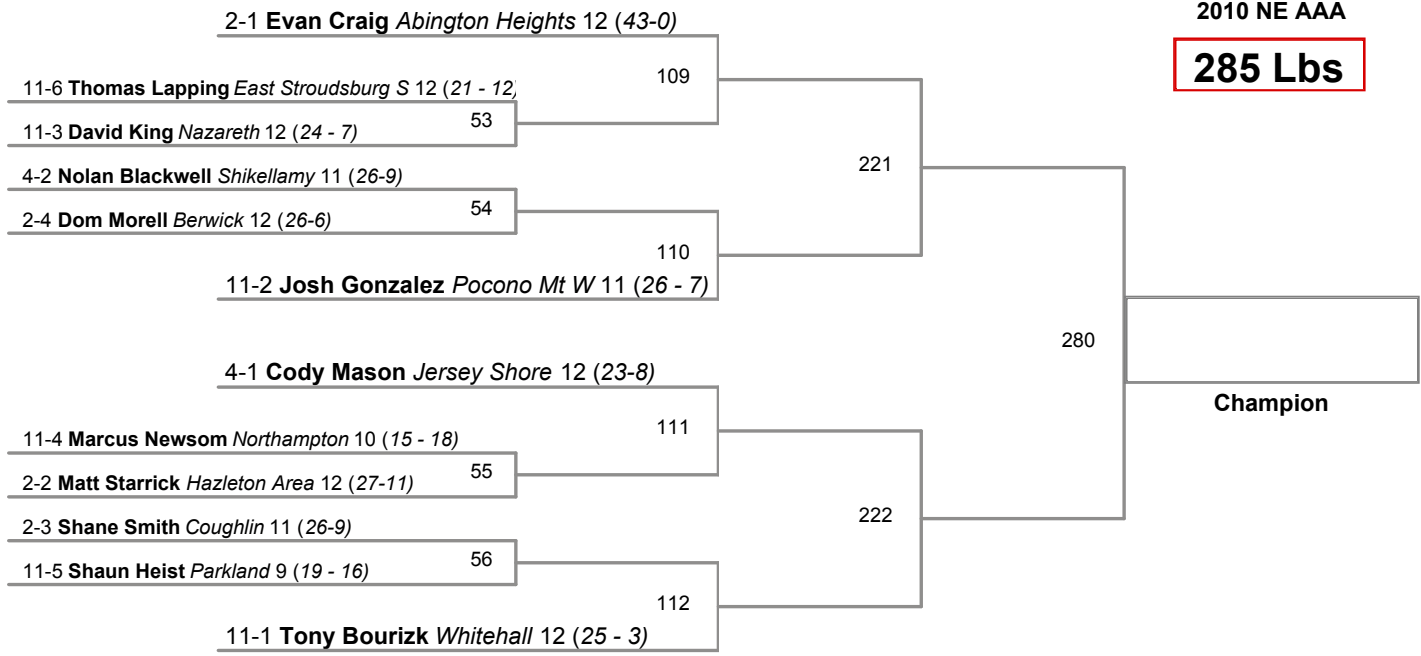 2010 NE AAA
285 Lbs
2-1 Evan Craig Abington Heights 12 (43-0)
109
11-6 Thomas Lapping East Stroudsburg S 12 (21 - 12)
53
11-3 David King Nazareth 12 (24 - 7)
221
4-2 Nolan Blackwell Shikellamy 11 (26-9)
54
2-4 Dom Morell Berwick 12 (26-6)
110
11-2 Josh Gonzalez Pocono Mt W 11 (26 - 7)
280
Champion
4-1 Cody Mason Jersey Shore 12 (23-8)
111
11-4 Marcus Newsom Northampton 10 (15 - 18)
55
2-2 Matt Starrick Hazleton Area 12 (27-11)
222
2-3 Shane Smith Coughlin 11 (26-9)
56
11-5 Shaun Heist Parkland 9 (19 - 16)
112
11-1 Tony Bourizk Whitehall 12 (25 - 3)